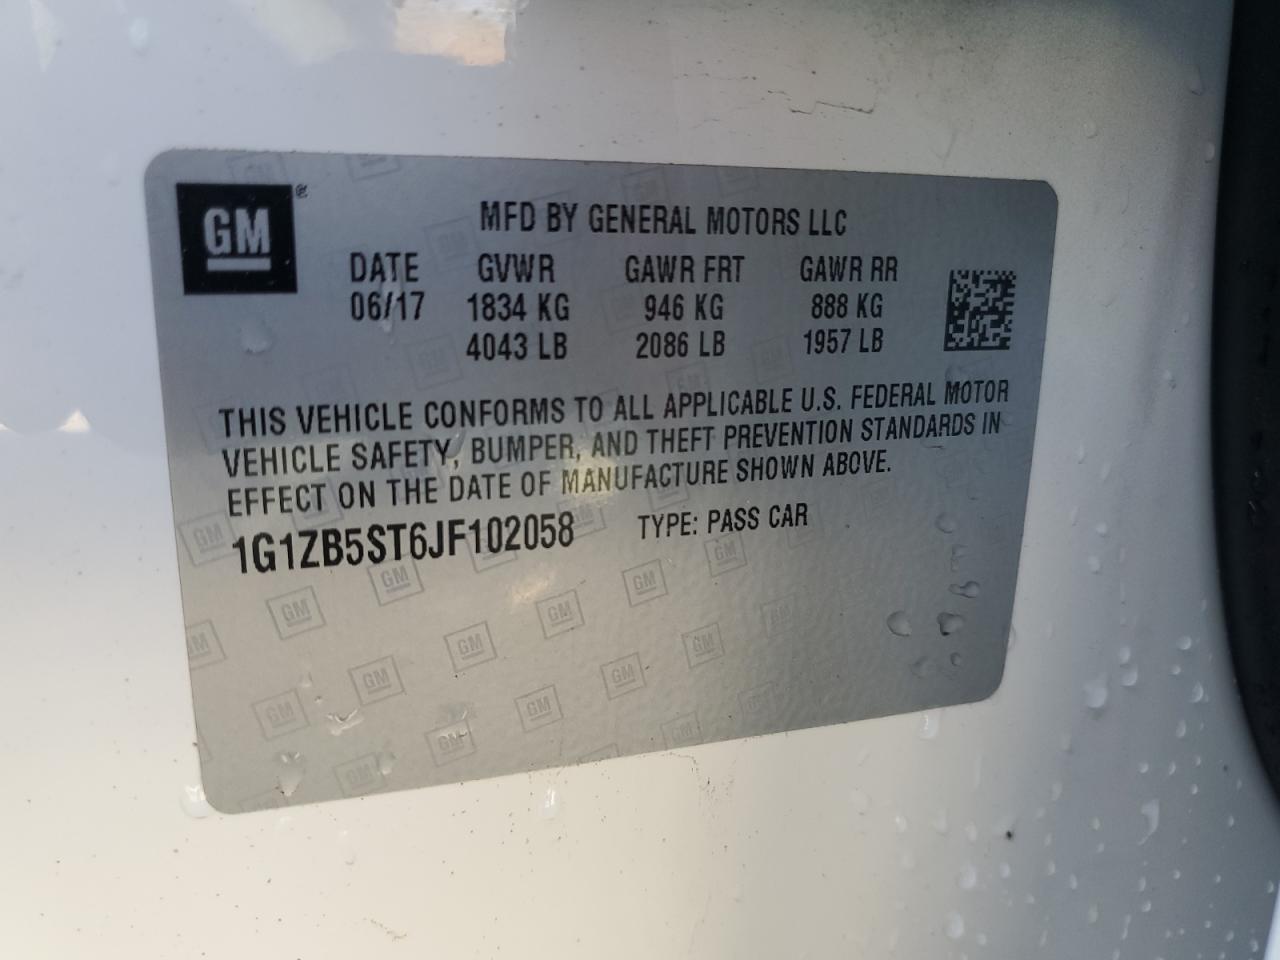 GM ®
MFD BY GENERAL MOTORS LLC
DATE GVWR GAWR FRT GAWR RR
06/17 1834 KG 946 KG 888 KG
4043 LB 2086 LB 1957 LB
THIS VEHICLE CONFORMS TO ALL APPLICABLE U.S. FEDERAL MOTOR
VEHICLE SAFETY, BUMPER, AND THEFT PREVENTION STANDARDS IN
EFFECT ON THE DATE OF MANUFACTURE SHOWN ABOVE.
1G1ZB5ST6JF102058 TYPE: PASS CAR